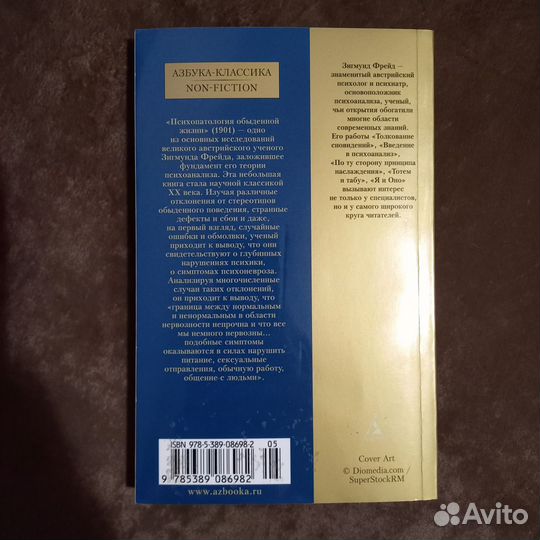 АЗБУКА-КЛАССИКА
NON-FICTION
«Психопатология обыденной
жизни» (1901) — одно
из основных исследований
великого австрийского ученого
Зигмунда Фрейда, заложившее
фундамент его теории
психоанализа. Эта небольшая
книга стала научной классикой
XX века. Изучая различные
отклонения от стереотипов
обыденного поведения, странные
дефекты и сбои и даже,
на первый взгляд, случайные
ошибки и обмолвки, ученый
приходит к выводу, что они
свидетельствуют о глубинных
нарушениях психики,
о симптомах психоневроза.
Анализируя многочисленные
случаи таких отклонений,
он приходит к выводу, что
«граница между нормальным
и ненормальным в области
нервозности непрочна и что все
мы немного нервозны...
подобные симптомы
оказываются в силах нарушить
питание, сексуальные
отправления, обычную работу,
общение с людьми».
ISBN 978-5-389-08698-2
05
9 785389 086982
www.azbooka.ru
Зигмунд Фрейд —
знаменитый австрийский
психолог и психиатр,
основоположник
психоанализа, ученый,
чьи открытия обогатили
многие области
современных знаний.
Его работы «Толкование
сновидений», «Введение
в психоанализ»,
«По ту сторону принципа
наслаждения», «Тотем
и табу», «Я и Оно»
вызывают интерес
не только у специалистов,
но и у самого широкого
круга читателей.
Cover Art
© Diomedia.com /
SuperStockRM
Avito